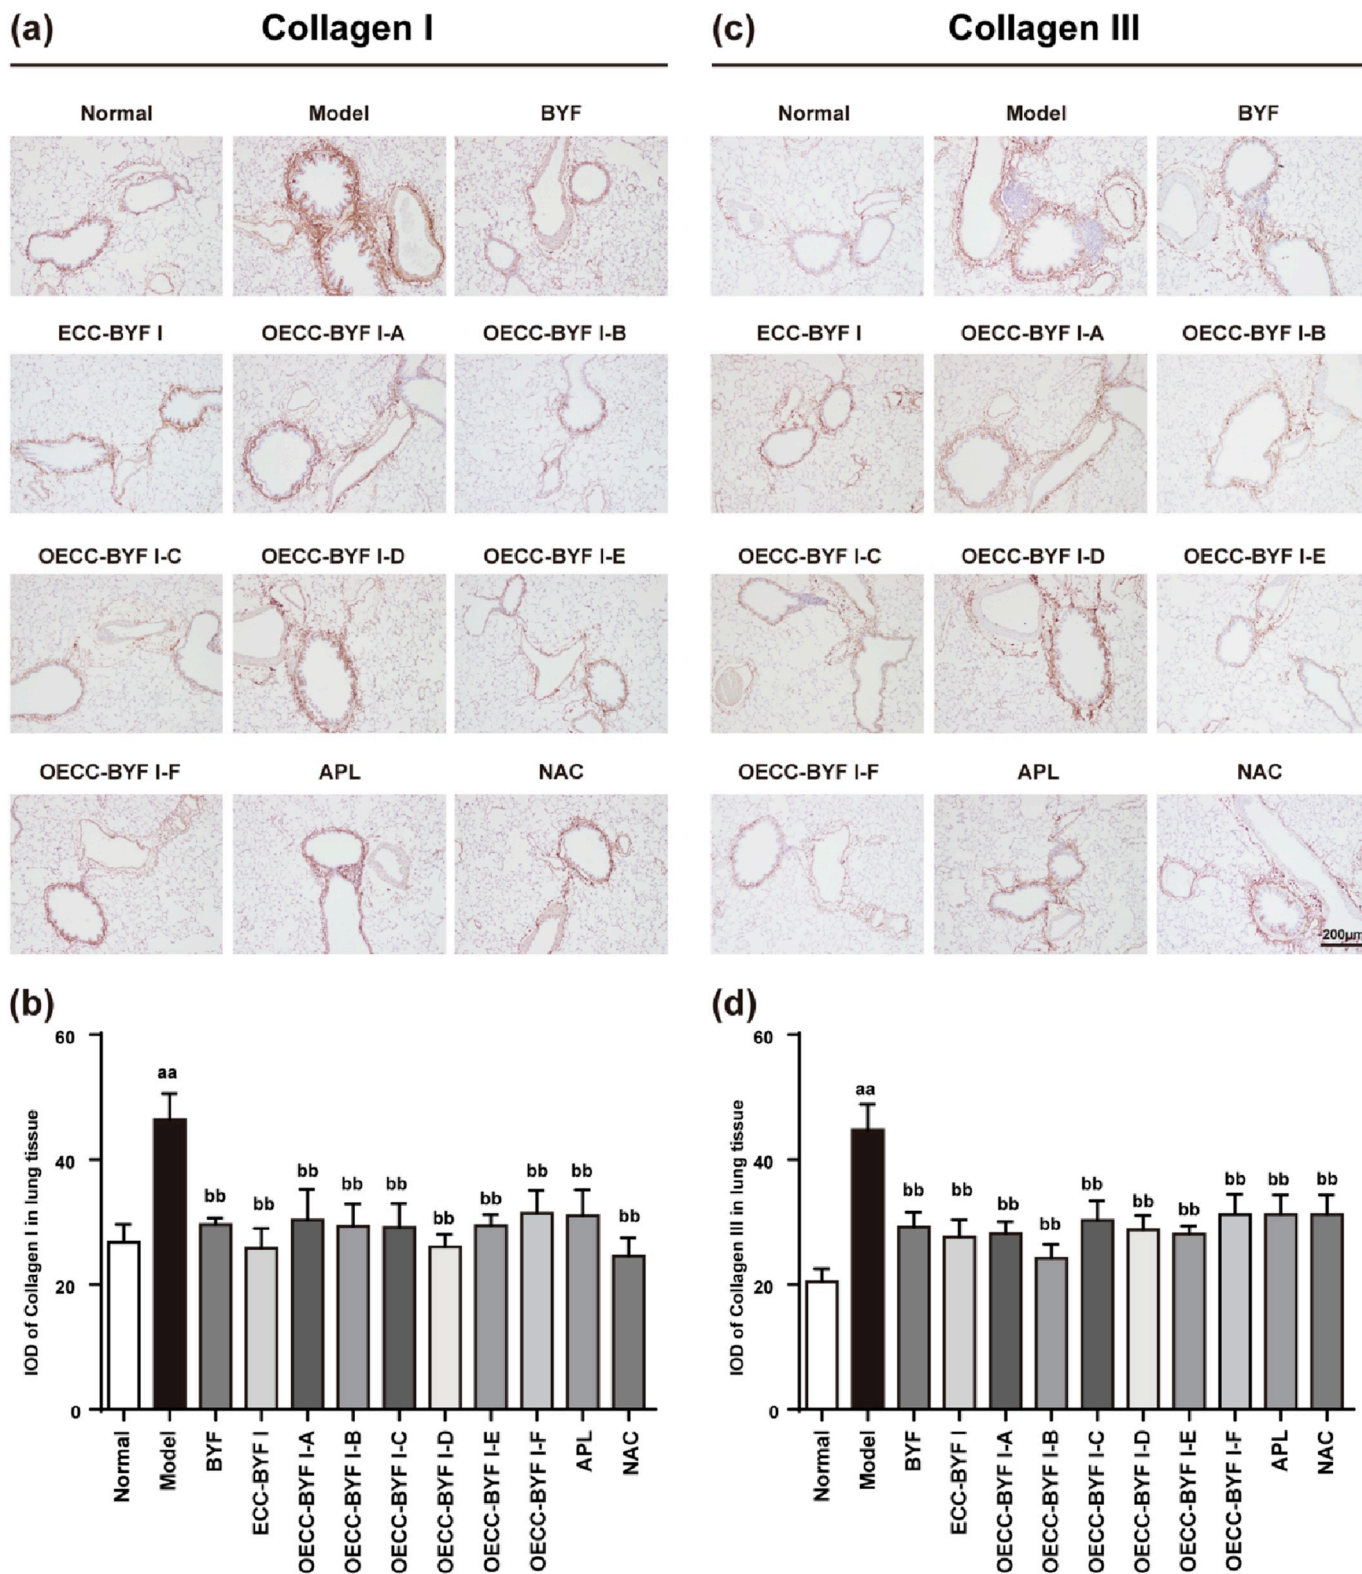 (a) Collagen I
(c) Collagen III
Normal Model BYF
Normal Model BYF
ECC-BYF I OECC-BYF I-A OECC-BYF I-B
ECC-BYF I OECC-BYF I-A OECC-BYF I-B
OECC-BYF I-C OECC-BYF I-D OECC-BYF I-E
OECC-BYF I-C OECC-BYF I-D OECC-BYF I-E
OECC-BYF I-F APL NAC
OECC-BYF I-F APL NAC
200μm
(b)
IOD of Collagen I in lung tissue
60
40
20
0
aa
bb
bb
bb
bb
bb
bb
bb
bb
bb
bb
Normal
Model
BYF
ECC-BYF I
OECC-BYF I-A
OECC-BYF I-B
OECC-BYF I-C
OECC-BYF I-D
OECC-BYF I-E
OECC-BYF I-F
APL
NAC
(d)
IOD of Collagen III in lung tissue
60
40
20
0
aa
bb
bb
bb
bb
bb
bb
bb
bb
bb
bb
Normal
Model
BYF
ECC-BYF I
OECC-BYF I-A
OECC-BYF I-B
OECC-BYF I-C
OECC-BYF I-D
OECC-BYF I-E
OECC-BYF I-F
APL
NAC